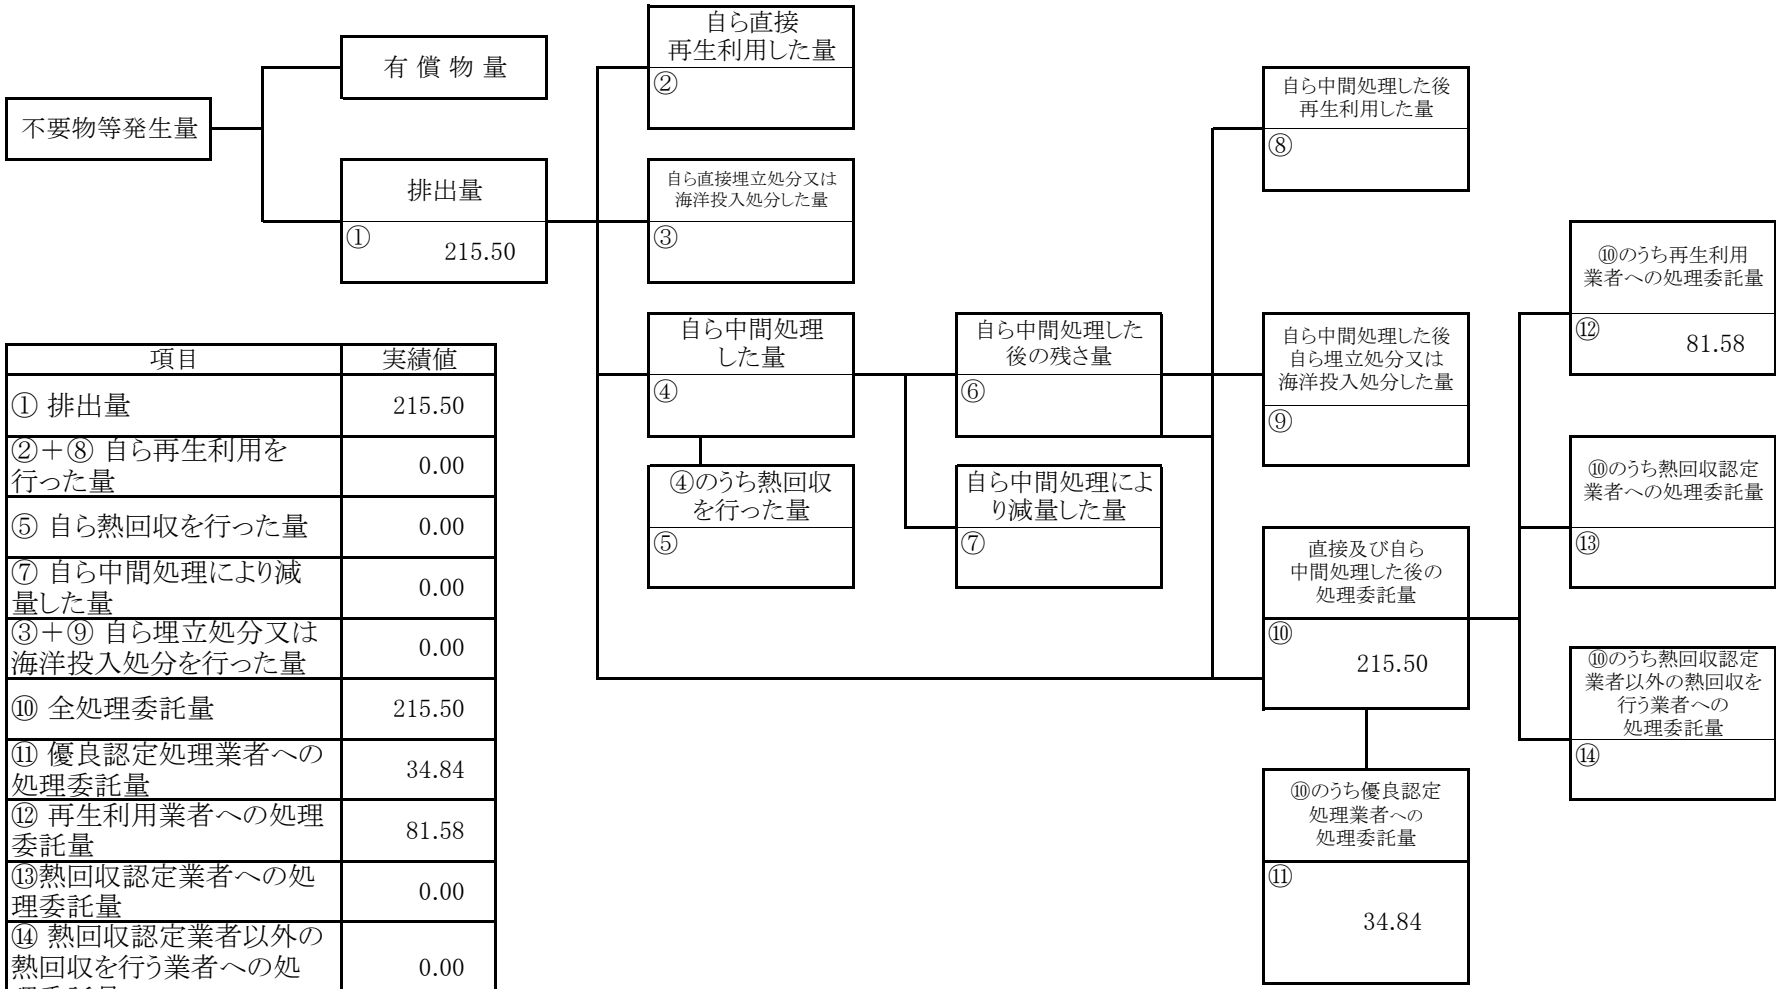 不要物等発生量
有 償 物 量
排出量
①
215.50
自ら直接
再生利用した量
②
自ら直接埋立処分又は
海洋投入処分した量
③
自ら中間処理
した量
④
④のうち熱回収
を行った量
⑤
自ら中間処理した
後の残さ量
⑥
自ら中間処理によ
り減量した量
⑦
自ら中間処理した後
再生利用した量
⑧
自ら中間処理した後
自ら埋立処分又は
海洋投入処分した量
⑨
直接及び自ら
中間処理した後の
処理委託量
⑩
215.50
⑩のうち優良認定
処理業者への
処理委託量
⑪
34.84
⑩のうち再生利用
業者への処理委託量
⑫
81.58
⑩のうち熱回収認定
業者への処理委託量
⑬
⑩のうち熱回収認定
業者以外の熱回収を
行う業者への
処理委託量
⑭
項目 実績値
① 排出量 215.50
②＋⑧ 自ら再生利用を
行った量 0.00
⑤ 自ら熱回収を行った量 0.00
⑦ 自ら中間処理により減
量した量 0.00
③＋⑨ 自ら埋立処分又は
海洋投入処分を行った量 0.00
⑩ 全処理委託量 215.50
⑪ 優良認定処理業者への
処理委託量 34.84
⑫ 再生利用業者への処理
委託量 81.58
⑬熱回収認定業者への処
理委託量 0.00
⑭ 熱回収認定業者以外の
熱回収を行う業者への処 0.00